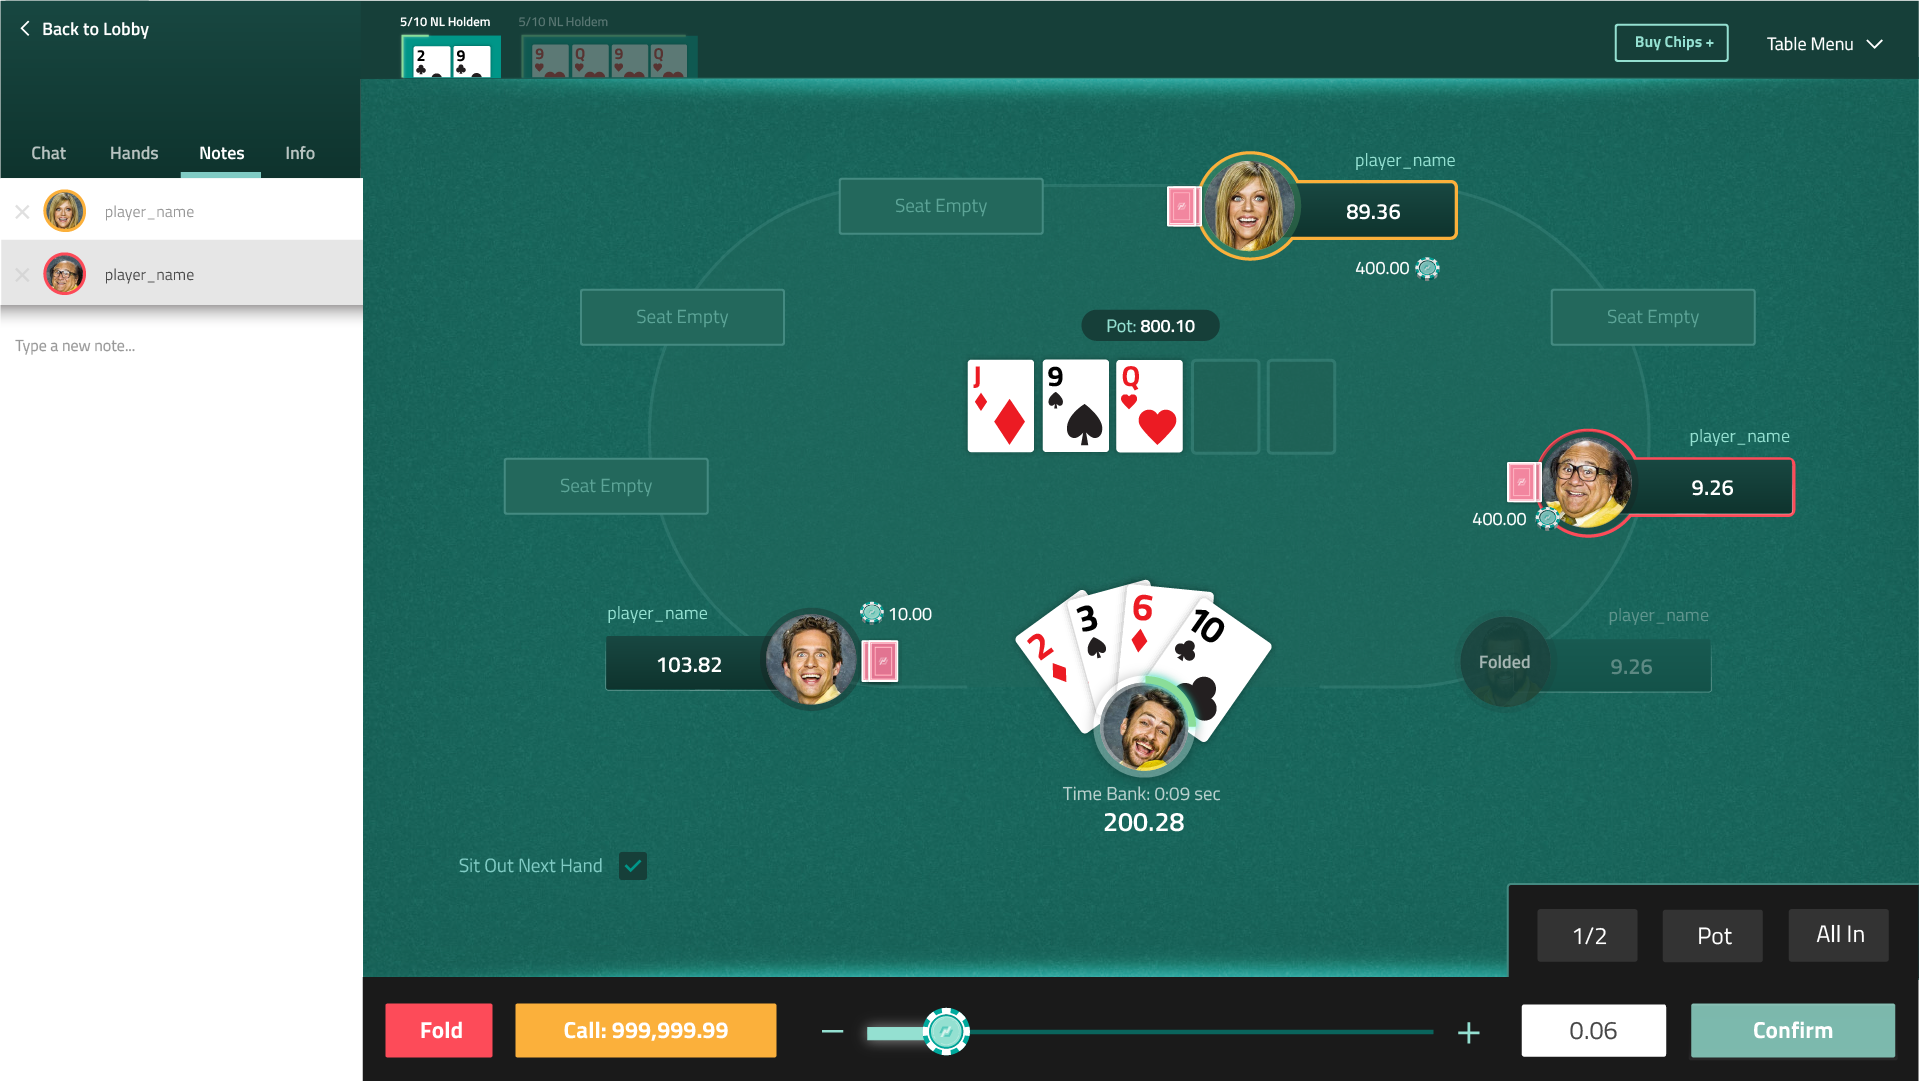 Back to Lobby
5/10 NL Holdem
5/10 NL Holdem
2 9
9 Q 9 Q
Buy Chips +
Table Menu
Chat Hands Notes Info
player_name
player_name
Type a new note...
player_name
89.36
400.00
Seat Empty
Seat Empty
Seat Empty
Seat Empty
Pot: 800.10
J 9 Q
player_name
9.26
400.00
player_name
103.82
10.00
2 3 6 10
player_name
Folded
9.26
Time Bank: 0:09 sec
200.28
Sit Out Next Hand
1/2 Pot All In
Fold
Call: 999,999.99
0.06
Confirm